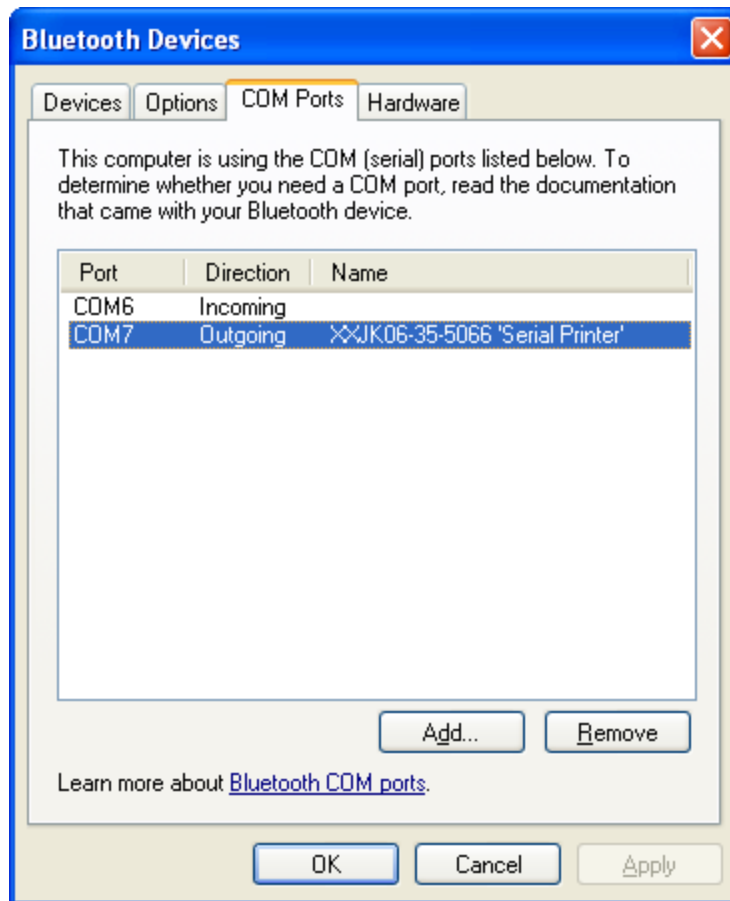 Bluetooth Devices
Devices Options COM Ports Hardware
This computer is using the COM (serial) ports listed below. To
determine whether you need a COM port, read the documentation
that came with your Bluetooth device.
Port Direction Name
COM6 Incoming
COM7 Outgoing XXJK06-35-5066 'Serial Printer'
Add... Remove
Learn more about Bluetooth COM ports.
OK Cancel Apply